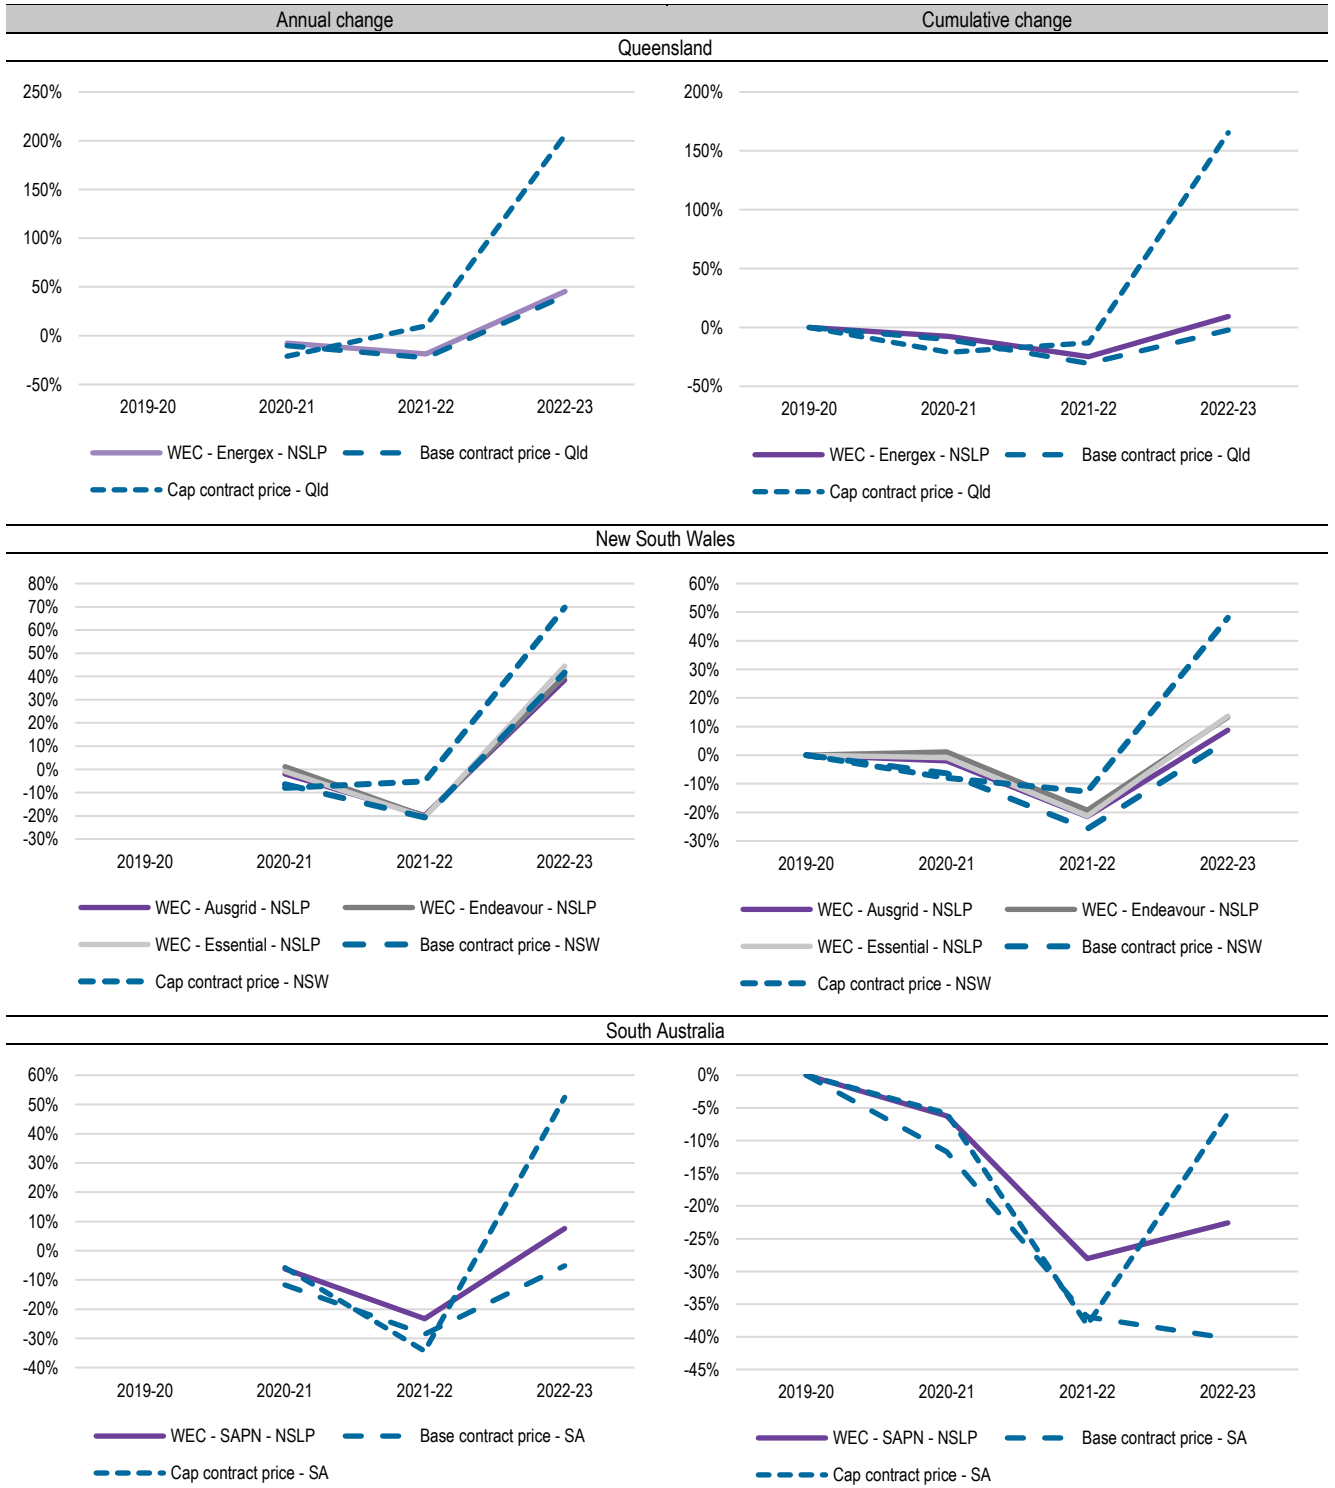 Annual change Cumulative change
Queensland
250%
200%
150%
100%
50%
0%
-50%
2019-20 2020-21 2021-22 2022-23
WEC - Energex - NSLP Base contract price - Qld
Cap contract price - Qld
200%
150%
100%
50%
0%
-50%
2019-20 2020-21 2021-22 2022-23
WEC - Energex - NSLP Base contract price - Qld
Cap contract price - Qld
New South Wales
80%
70%
60%
50%
40%
30%
20%
10%
0%
-10%
-20%
-30%
2019-20 2020-21 2021-22 2022-23
WEC - Ausgrid - NSLP WEC - Endeavour - NSLP
WEC - Essential - NSLP Base contract price - NSW
Cap contract price - NSW
60%
50%
40%
30%
20%
10%
0%
-10%
-20%
-30%
2019-20 2020-21 2021-22 2022-23
WEC - Ausgrid - NSLP WEC - Endeavour - NSLP
WEC - Essential - NSLP Base contract price - NSW
Cap contract price - NSW
South Australia
60%
50%
40%
30%
20%
10%
0%
-10%
-20%
-30%
-40%
2019-20 2020-21 2021-22 2022-23
WEC - SAPN - NSLP Base contract price - SA
Cap contract price - SA
0%
-5%
-10%
-15%
-20%
-25%
-30%
-35%
-40%
-45%
2019-20 2020-21 2021-22 2022-23
WEC - SAPN - NSLP Base contract price - SA
Cap contract price - SA